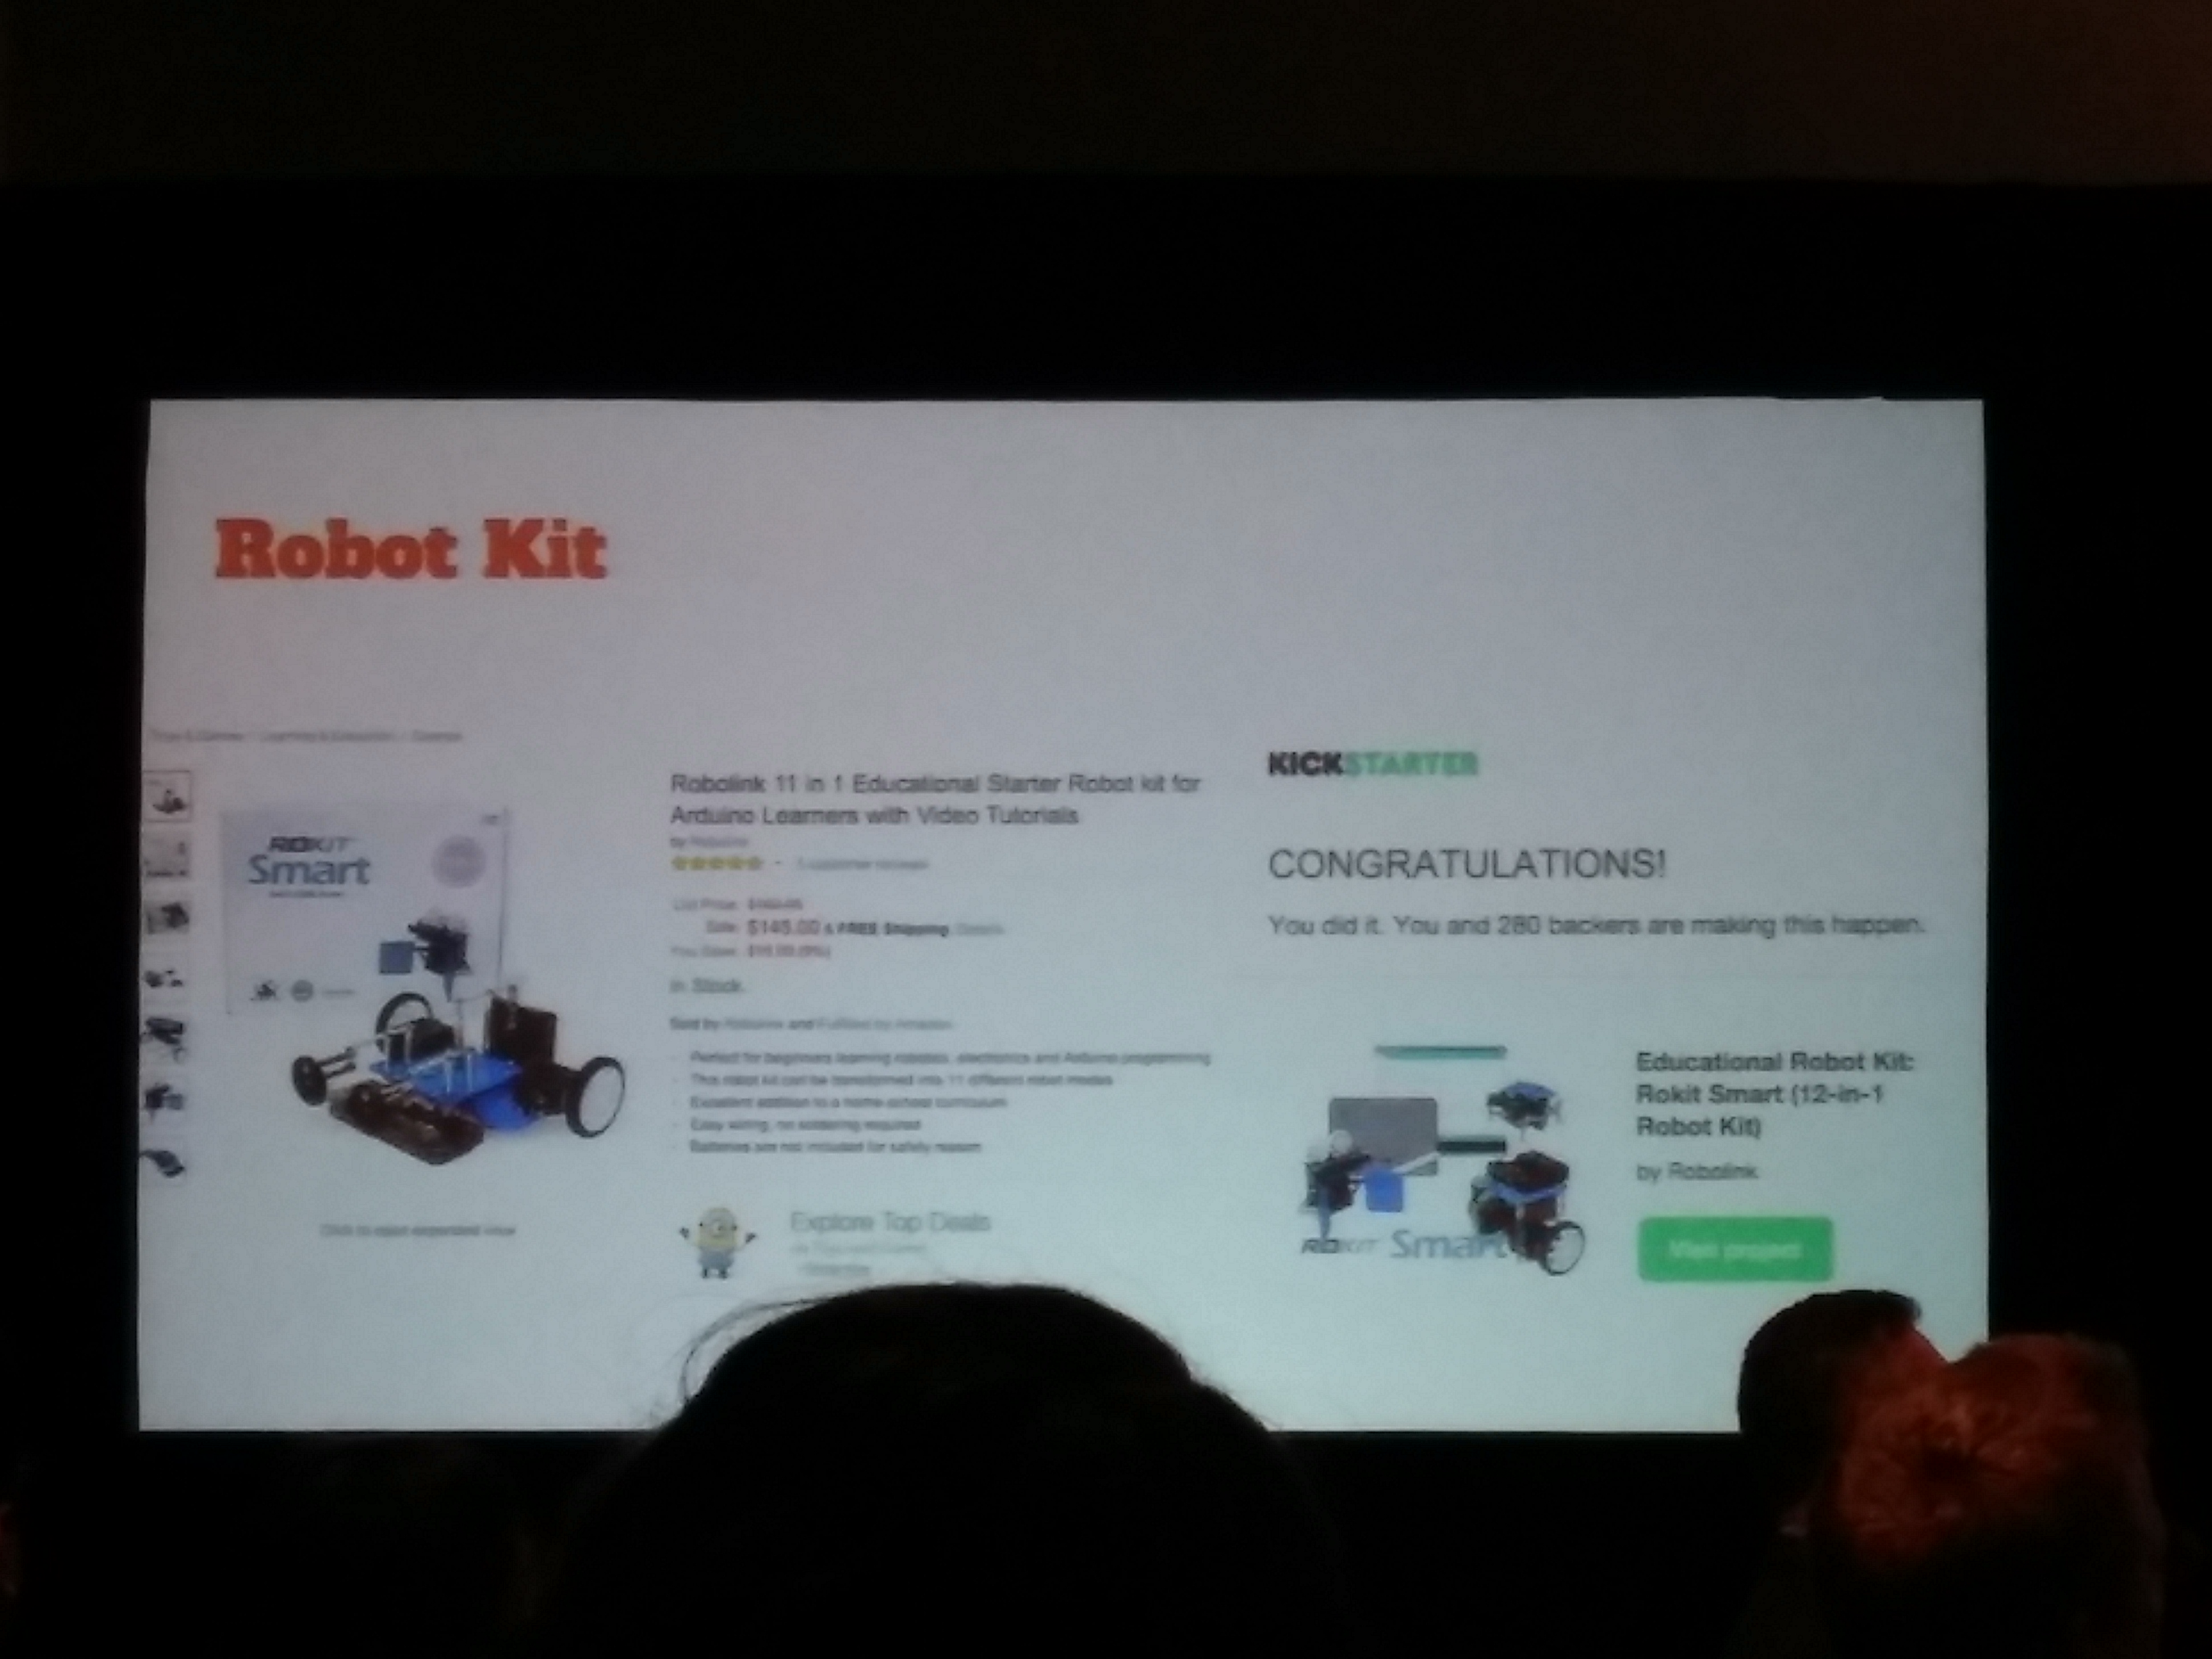 Robot Kit
ROKIT
Smart
Robolink 11 in 1 Educational Starter Robot kit for
Arduino Learners with Video Tutorials
by Robolink
customer reviews
List Price:
Sale: $145.00 & FREE Shipping. Details
You Save:
In Stock.
Sold by Robolink and Fulfilled by Amazon
Perfect for beginners learning robotics, electronics and Arduino programming
This robot kit can be transformed into 11 different robot modes
Excellent addition to a home-school curriculum
Easy wiring, no soldering required
Batteries are not included for safety reason
Click to open expanded view
Explore Top Deals
KICKSTARTER
CONGRATULATIONS!
You did it. You and 280 backers are making this happen.
Educational Robot Kit:
Rokit Smart (12-in-1
Robot Kit)
by Robolink
View project
ROKIT Smart